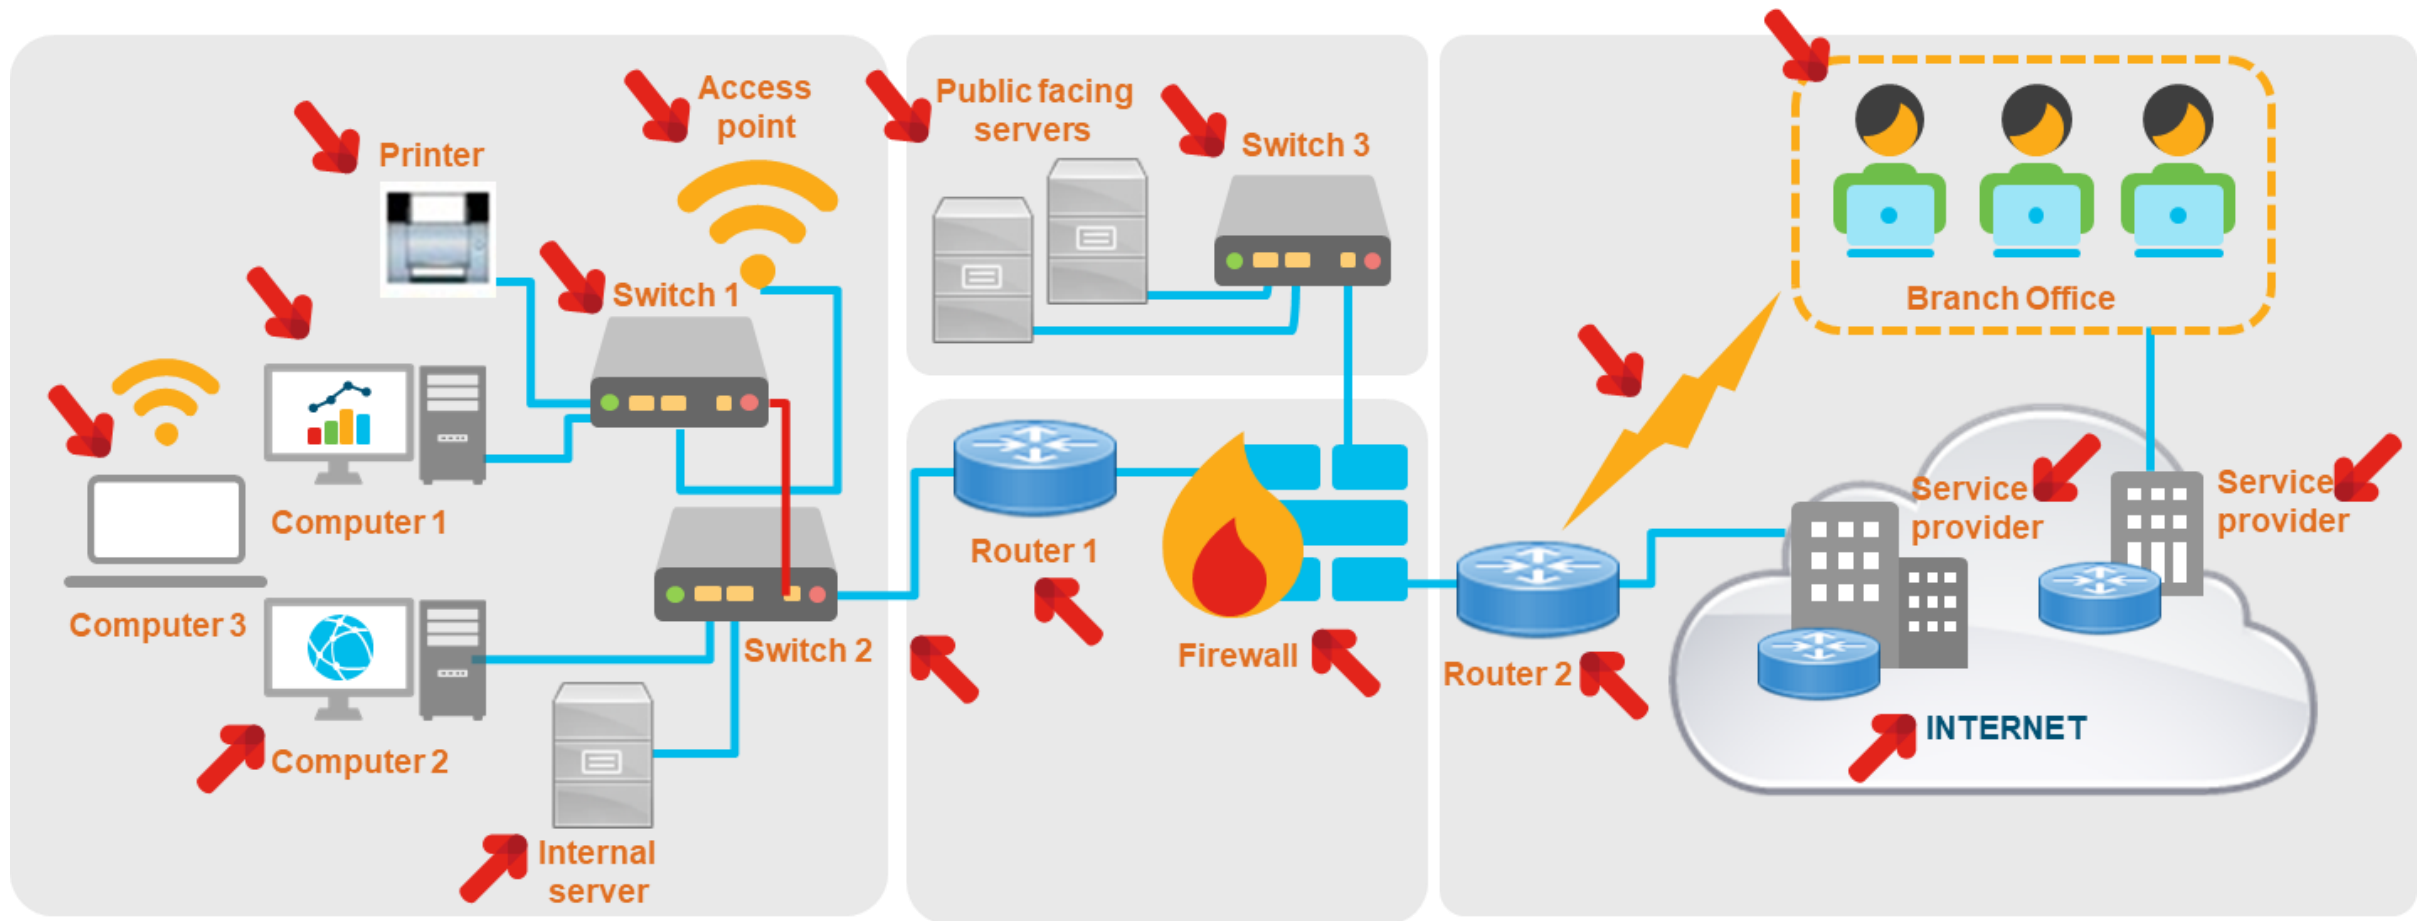 Access
point
Printer
Switch 1
Computer 1
Computer 3
Switch 2
Computer 2
Internal
server
Public facing
servers
Switch 3
Router 1
Firewall
Branch Office
Service
provider
Service
provider
Router 2
INTERNET